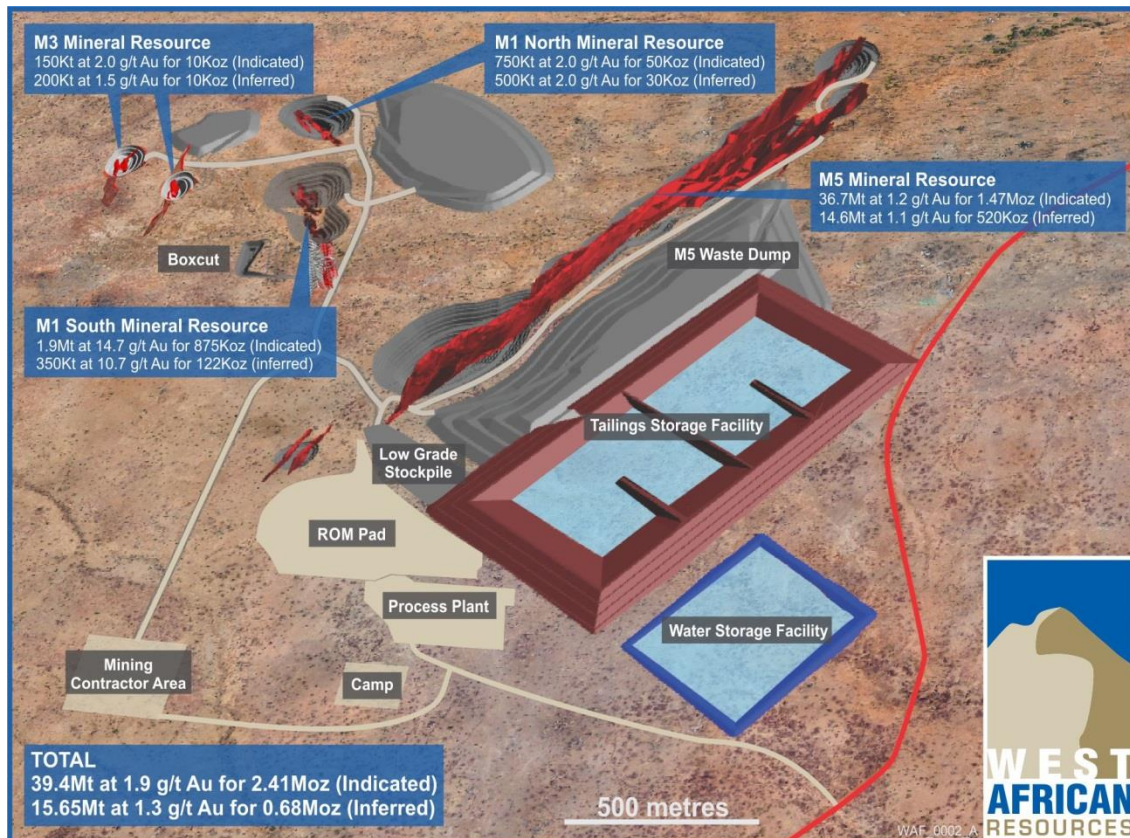 M3 Mineral Resource
150Kt at 2.0 g/t Au for 10Koz (Indicated)
200Kt at 1.5 g/t Au for 10Koz (Inferred)
M1 North Mineral Resource
750Kt at 2.0 g/t Au for 50Koz (Indicated)
500Kt at 2.0 g/t Au for 30Koz (Inferred)
M5 Mineral Resource
36.7Mt at 1.2 g/t Au for 1.47Moz (Indicated)
14.6Mt at 1.1 g/t Au for 520Koz (Inferred)
Boxcut
M5 Waste Dump
M1 South Mineral Resource
1.9Mt at 14.7 g/t Au for 875Koz (Indicated)
350Kt at 10.7 g/t Au for 122Koz (inferred)
Tailings Storage Facility
Low Grade
Stockpile
ROM Pad
Process Plant
Water Storage Facility
Mining
Contractor Area
Camp
TOTAL
39.4Mt at 1.9 g/t Au for 2.41Moz (Indicated)
15.65Mt at 1.3 g/t Au for 0.68Moz (Inferred)
500 metres
WEST
AFRICAN
RESOURCES
WAF_0002_A